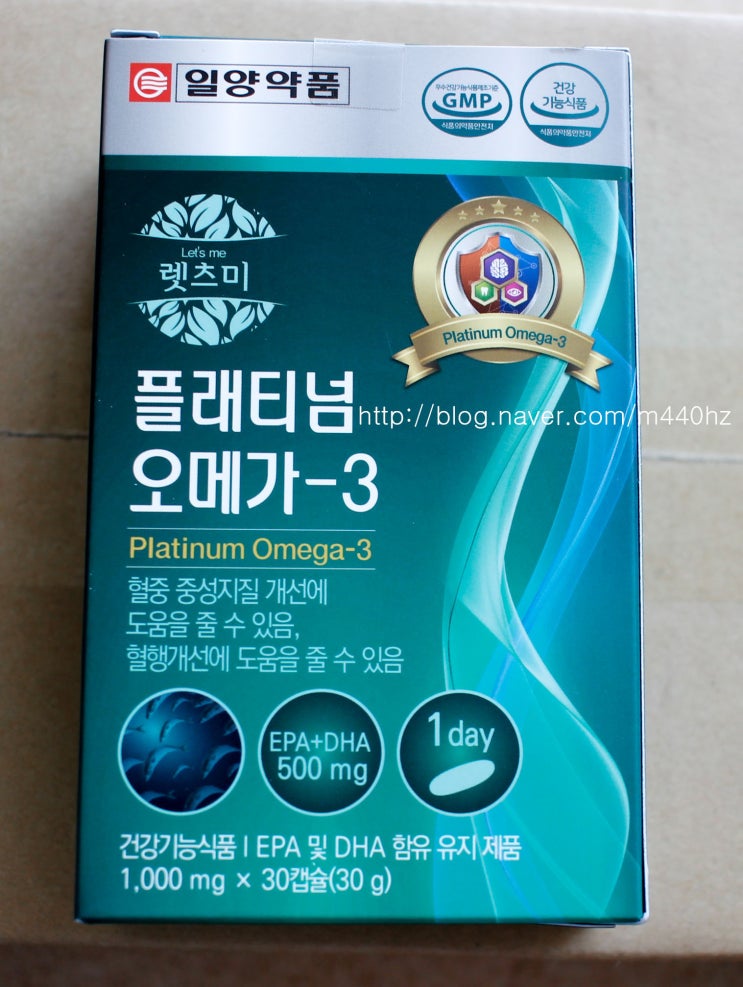 일양약품
우수건강기능식품제조기준
GMP
식품의약품안전처
건강
기능식품
식품의약품안전처
Let's me
렛츠미
Platinum Omega-3
플래티넘
오메가-3
http://blog.naver.com/m440hz
Platinum Omega-3
혈중 중성지질 개선에
도움을 줄 수 있음,
혈행개선에 도움을 줄 수 있음
EPA+DHA
500 mg
1 day
건강기능식품 | EPA 및 DHA 함유 유지 제품
1,000 mg × 30캡슐(30 g)